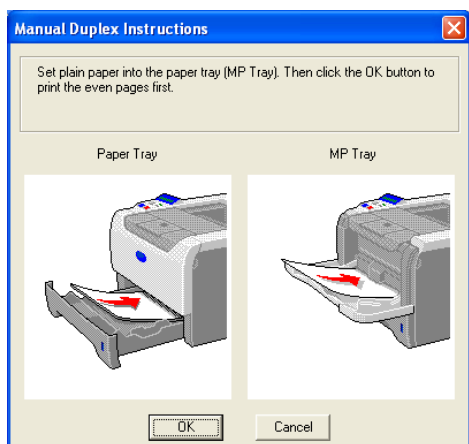 Manual Duplex Instructions
Set plain paper into the paper tray (MP Tray). Then click the OK button to
print the even pages first.
Paper Tray
MP Tray
OK
Cancel